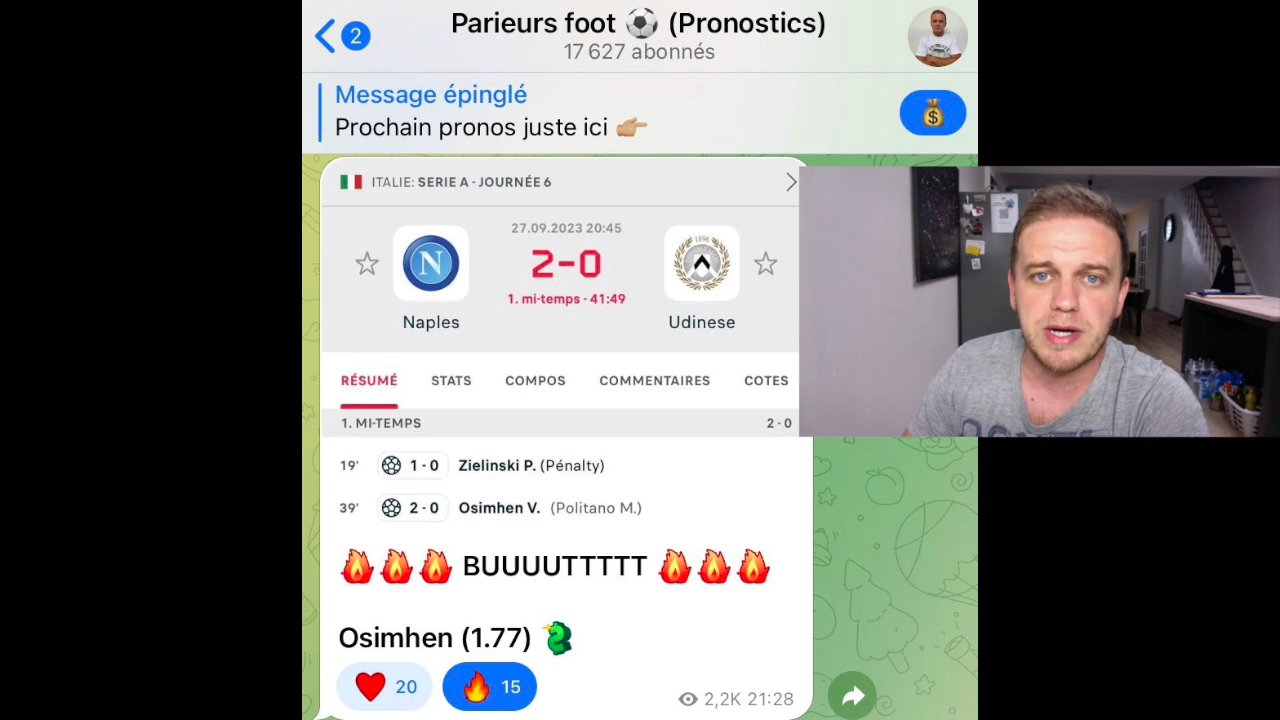 2
Parieurs foot ⚽ (Pronostics)
17 627 abonnés
Message épinglé
Prochain pronos juste ici 👉🏼
ITALIE: SERIE A - JOURNÉE 6
27.09.2023 20:45
2-0
1. mi-temps - 41:49
N
1896
Naples
Udinese
RÉSUMÉ STATS COMPOS COMMENTAIRES COTES
1. MI-TEMPS 2 - 0
19' 1 - 0 Zielinski P. (Pénalty)
39' 2 - 0 Osimhen V. (Politano M.)
🔥🔥🔥 BUUUUTTTTT 🔥🔥🔥
Osimhen (1.77) 🐉
❤️ 20 🔥 15
2,2K 21:28